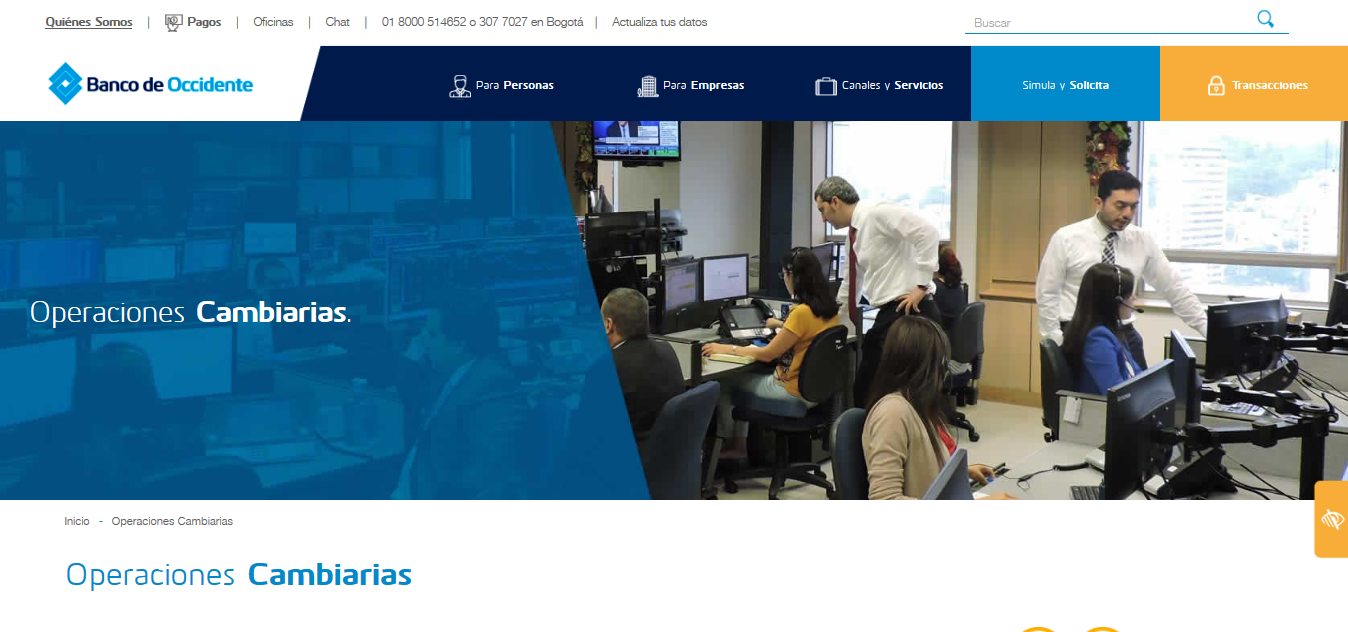 Quiénes Somos | Pagos | Oficinas | Chat | 01 8000 514652 o 307 7027 en Bogotá | Actualiza tus datos
Buscar
Banco de Occidente
Para Personas
Para Empresas
Canales y Servicios
Simula y Solicita
Transacciones
Operaciones Cambiarias.
LG
Inicio - Operaciones Cambiarias
Operaciones Cambiarias